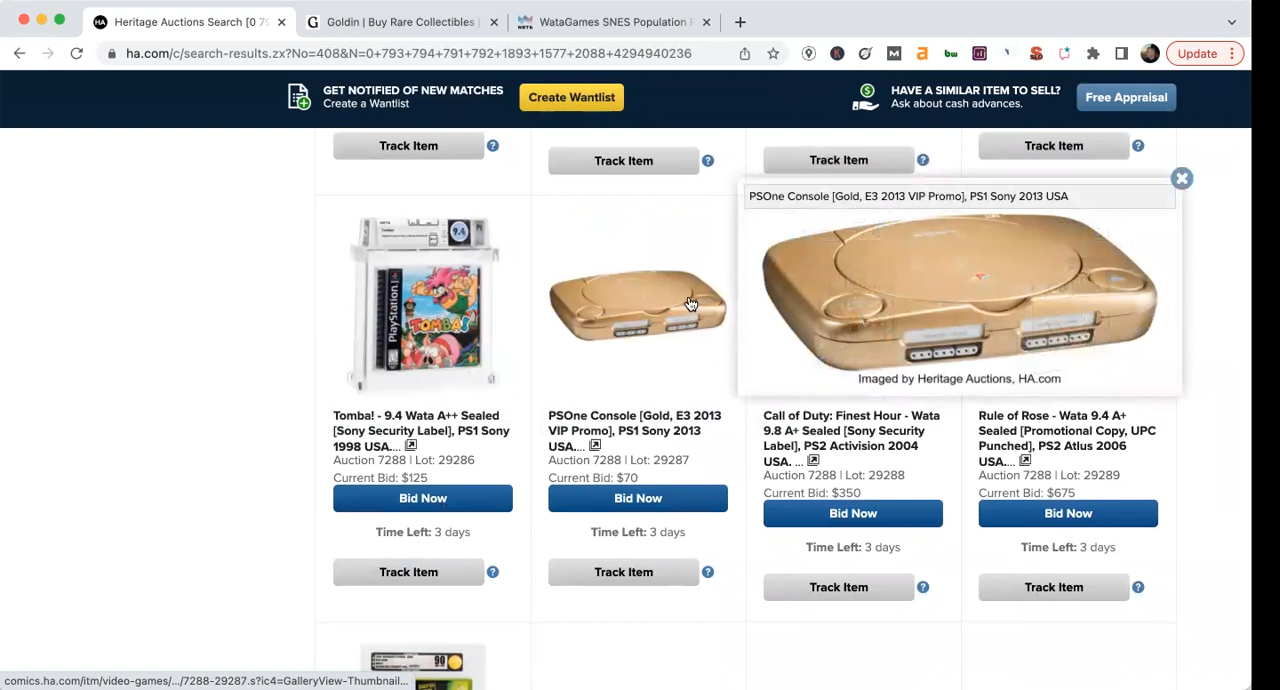 Heritage Auctions Search [0 79
Goldin | Buy Rare Collectibles |
WataGames SNES Population R
ha.com/c/search-results.zx?No=408&N=0+793+794+791+792+1893+1577+2088+4294940236
Update
GET NOTIFIED OF NEW MATCHES
Create a Wantlist
Create Wantlist
HAVE A SIMILAR ITEM TO SELL?
Ask about cash advances.
Free Appraisal
Track Item
Track Item
Track Item
Track Item
PSOne Console [Gold, E3 2013 VIP Promo], PS1 Sony 2013 USA
Imaged by Heritage Auctions, HA.com
9.4
PlayStation
TOMBA!
Tomba! - 9.4 Wata A++ Sealed
[Sony Security Label], PS1 Sony
1998 USA....
Auction 7288 | Lot: 29286
Current Bid: $125
Bid Now
Time Left: 3 days
Track Item
PSOne Console [Gold, E3 2013
VIP Promo], PS1 Sony 2013
USA....
Auction 7288 | Lot: 29287
Current Bid: $70
Bid Now
Time Left: 3 days
Track Item
Call of Duty: Finest Hour - Wata
9.8 A+ Sealed [Sony Security
Label], PS2 Activision 2004
USA. ...
Auction 7288 | Lot: 29288
Current Bid: $350
Bid Now
Time Left: 3 days
Track Item
Rule of Rose - Wata 9.4 A+
Sealed [Promotional Copy, UPC
Punched], PS2 Atlus 2006
USA....
Auction 7288 | Lot: 29289
Current Bid: $675
Bid Now
Time Left: 3 days
Track Item
90
comics.ha.com/itm/video-games/.../7288-29287.s?ic4=GalleryView-Thumbnail...